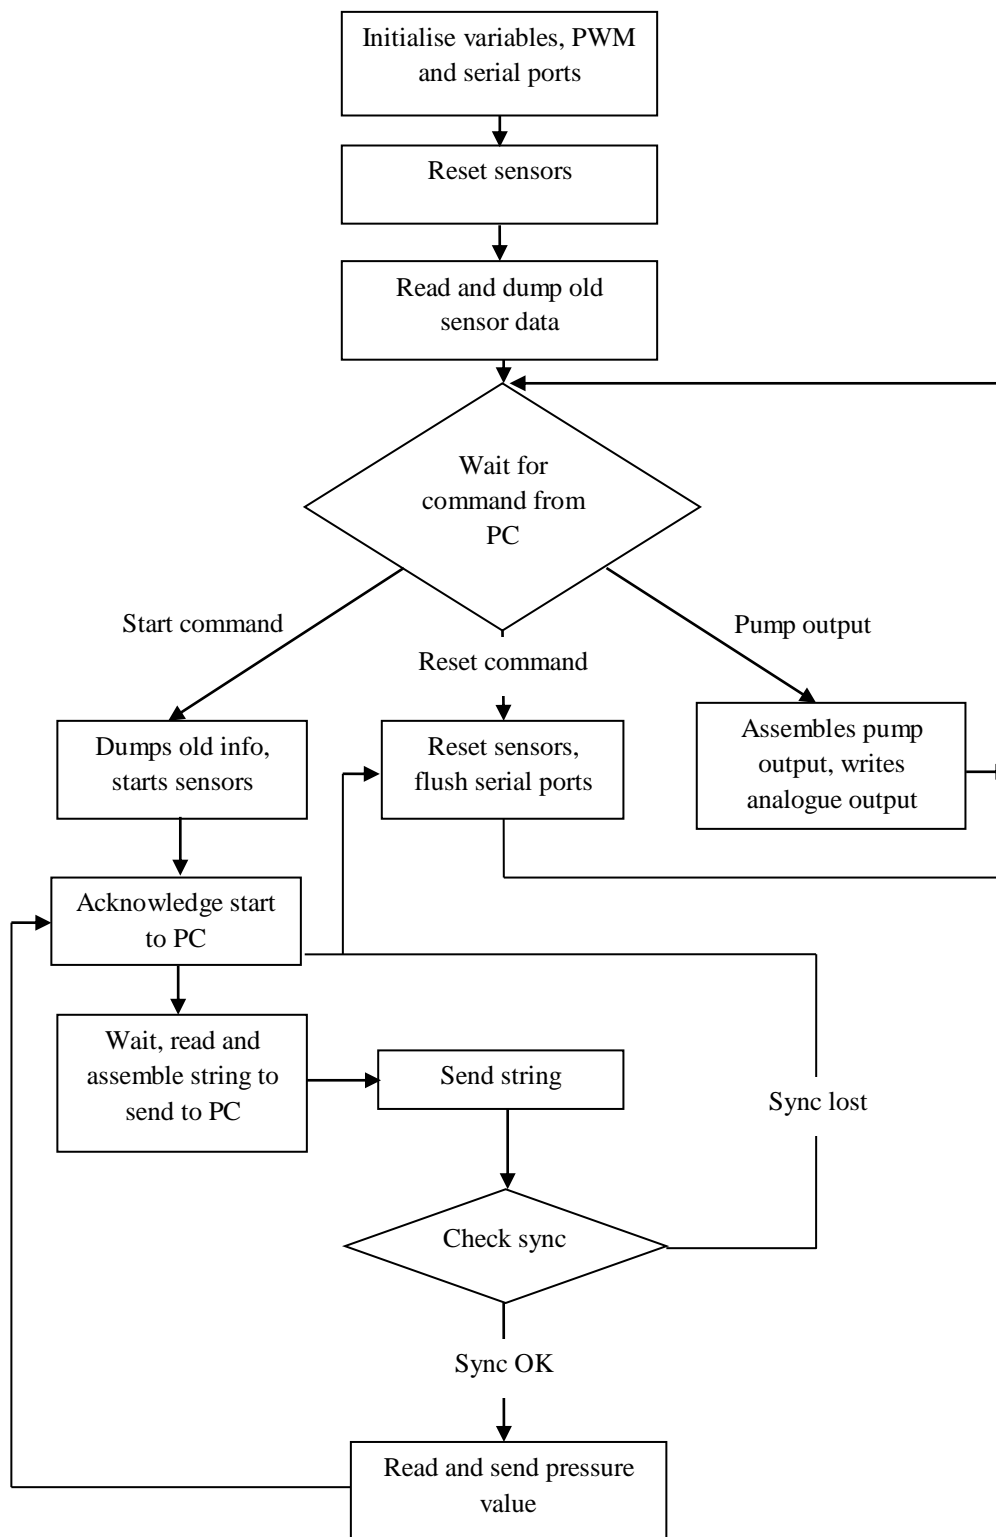 Initialise variables, PWM
and serial ports
Reset sensors
Read and dump old
sensor data
Wait for
command from
PC
Start command
Pump output
Reset command
Dumps old info,
starts sensors
Reset sensors,
flush serial ports
Assembles pump
output, writes
analogue output
Acknowledge start
to PC
Wait, read and
assemble string to
send to PC
Send string
Sync lost
Check sync
Sync OK
Read and send pressure
value